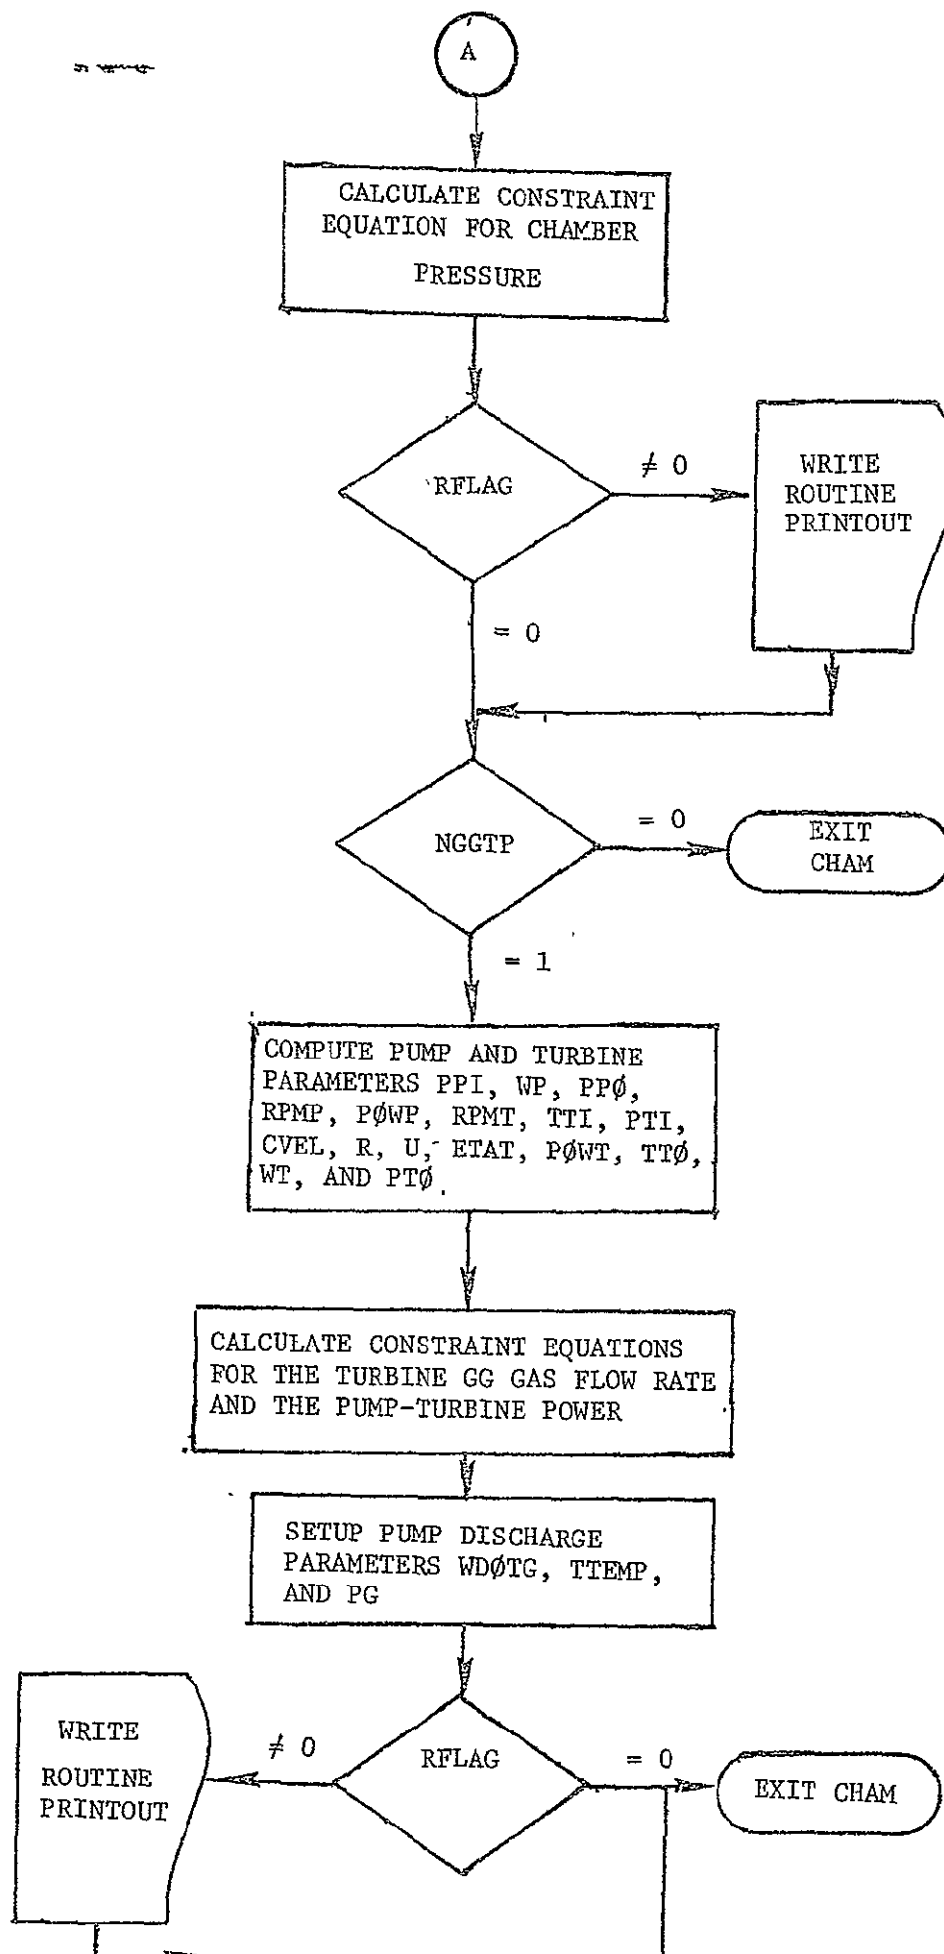 A
CALCULATE CONSTRAINT
EQUATION FOR CHAMBER
PRESSURE
RFLAG
≠ 0
WRITE
ROUTINE
PRINTOUT
= 0
NGGTP
= 0
EXIT
CHAM
= 1
COMPUTE PUMP AND TURBINE
PARAMETERS PPI, WP, PPØ,
RPMP, PØWP, RPMT, TTI, PTI,
CVEL, R, U, ETAT, PØWT, TTØ,
WT, AND PTØ.
CALCULATE CONSTRAINT EQUATIONS
FOR THE TURBINE GG GAS FLOW RATE
AND THE PUMP-TURBINE POWER
SETUP PUMP DISCHARGE
PARAMETERS WDØTG, TTEMP,
AND PG
WRITE
ROUTINE
PRINTOUT
≠ 0
RFLAG
= 0
EXIT CHAM